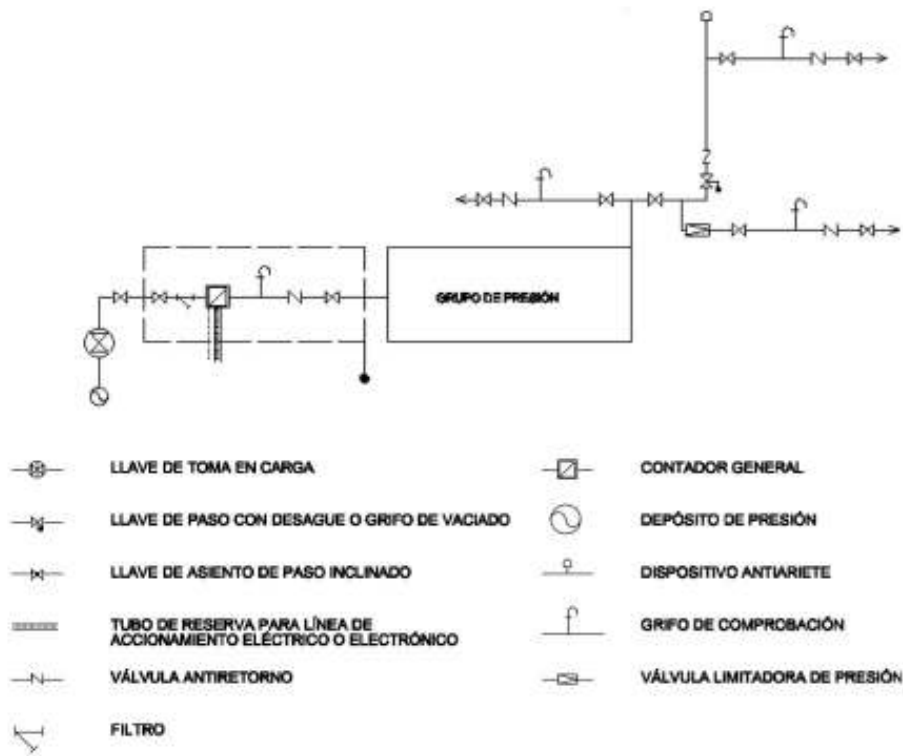 GRUPO DE PRESIÓN
LLAVE DE TOMA EN CARGA
CONTADOR GENERAL
LLAVE DE PASO CON DESAGUE O GRIFO DE VACIADO
DEPÓSITO DE PRESIÓN
LLAVE DE ASIENTO DE PASO INCLINADO
DISPOSITIVO ANTIARIETE
TUBO DE RESERVA PARA LÍNEA DE
ACCIONAMIENTO ELÉCTRICO O ELECTRÓNICO
GRIFO DE COMPROBACIÓN
VÁLVULA ANTIRETORNO
VÁLVULA LIMITADORA DE PRESIÓN
FILTRO